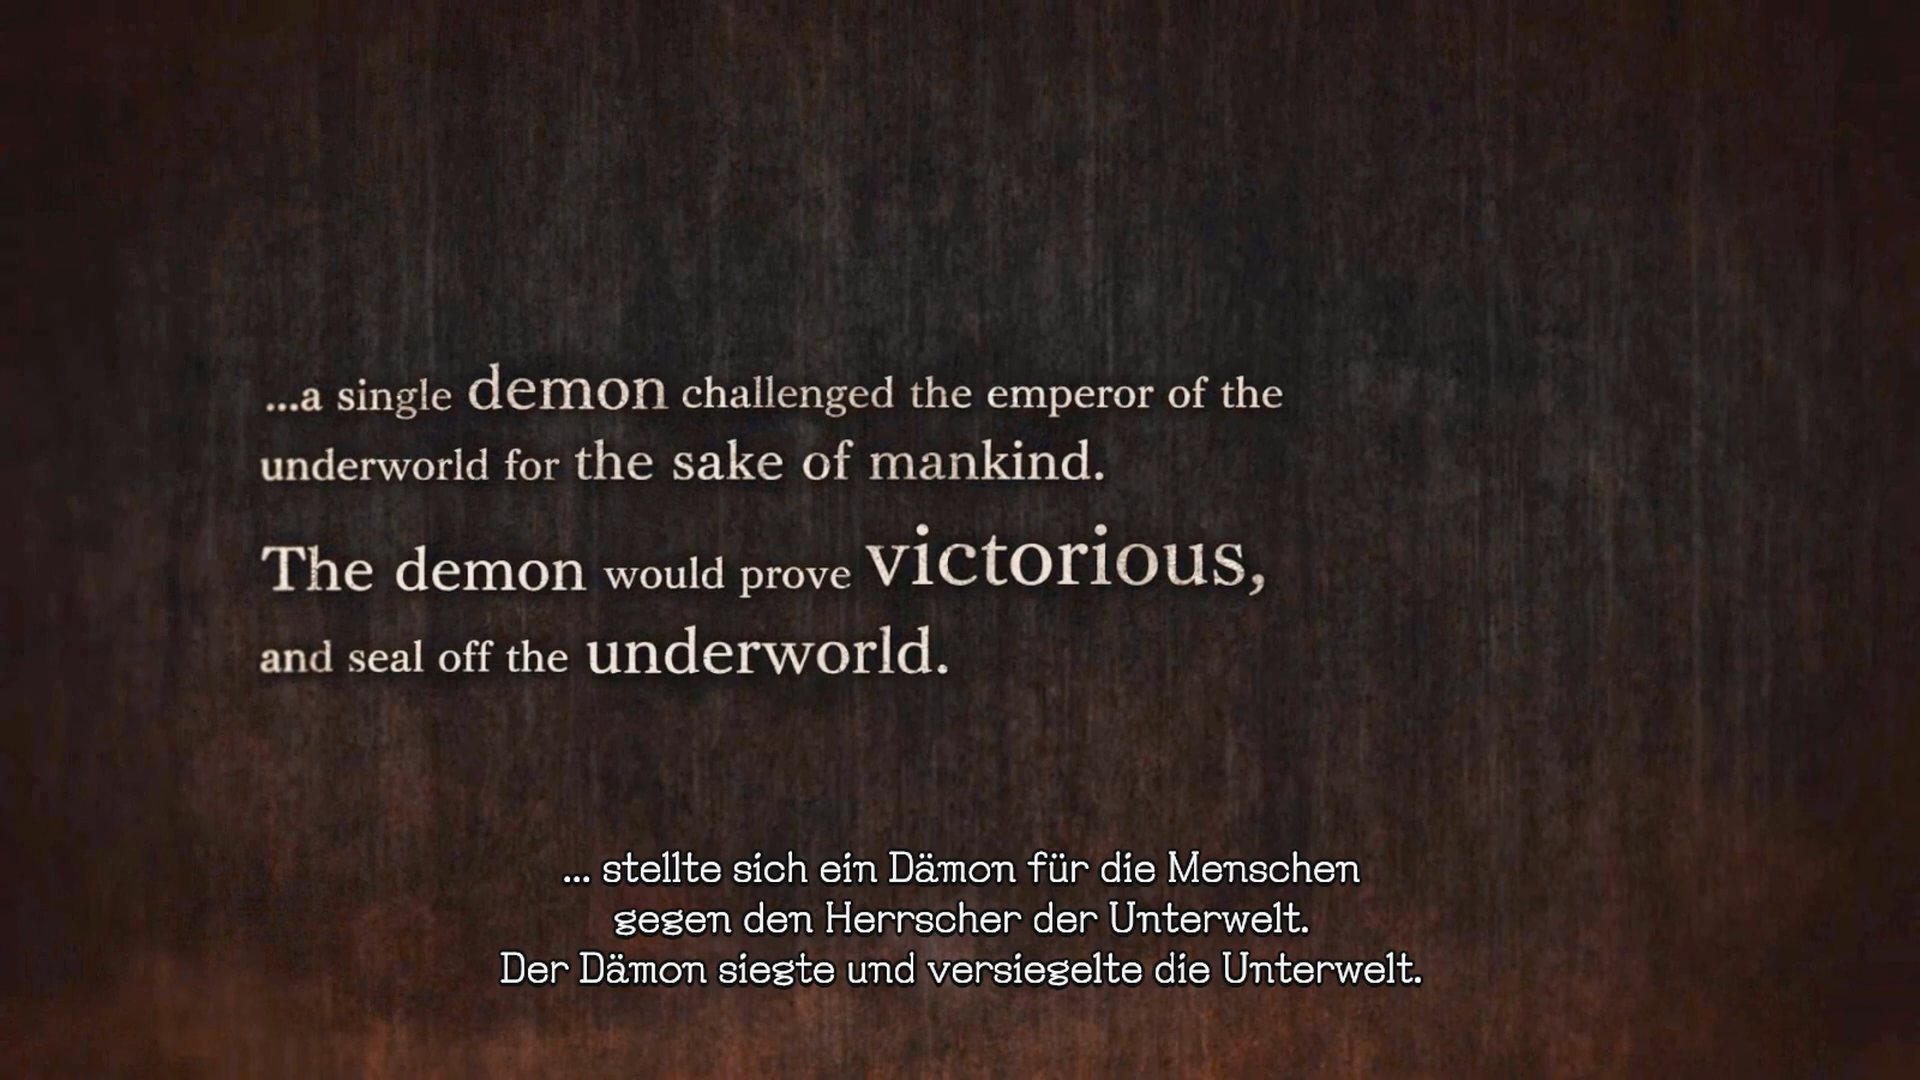 ...a single demon challenged the emperor of the
underworld for the sake of mankind.
The demon would prove victorious,
and seal off the underworld.
... stellte sich ein Dämon für die Menschen
gegen den Herrscher der Unterwelt.
Der Dämon siegte und versiegelte die Unterwelt.